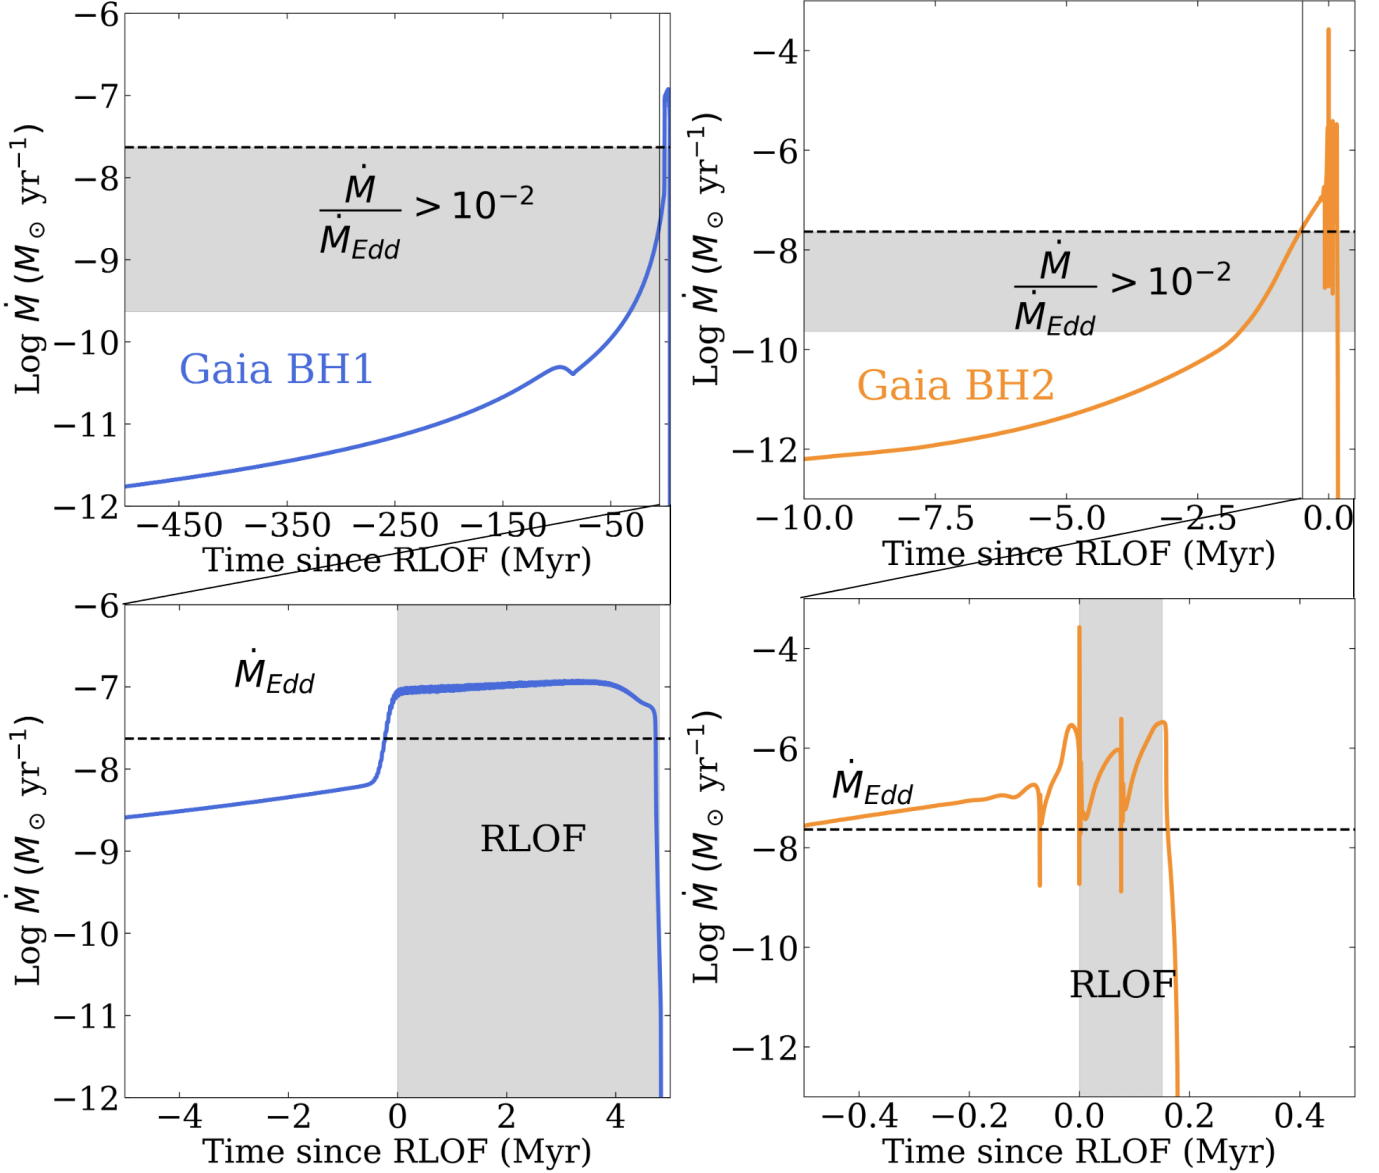 −6
−7
−8
−9
−10
−11
−12
Log Ṁ (M⊙ yr⁻¹)
Ṁ/Ṁ_Edd > 10⁻²
Gaia BH1
−450 −350 −250 −150 −50
Time since RLOF (Myr)
−4
−6
−8
−10
−12
Log Ṁ (M⊙ yr⁻¹)
Ṁ/Ṁ_Edd > 10⁻²
Gaia BH2
−10.0 −7.5 −5.0 −2.5 0.0
Time since RLOF (Myr)
−6
−7
−8
−9
−10
−11
−12
Log Ṁ (M⊙ yr⁻¹)
Ṁ_Edd
RLOF
−4 −2 0 2 4
Time since RLOF (Myr)
−4
−6
−8
−10
−12
Log Ṁ (M⊙ yr⁻¹)
Ṁ_Edd
RLOF
−0.4 −0.2 0.0 0.2 0.4
Time since RLOF (Myr)